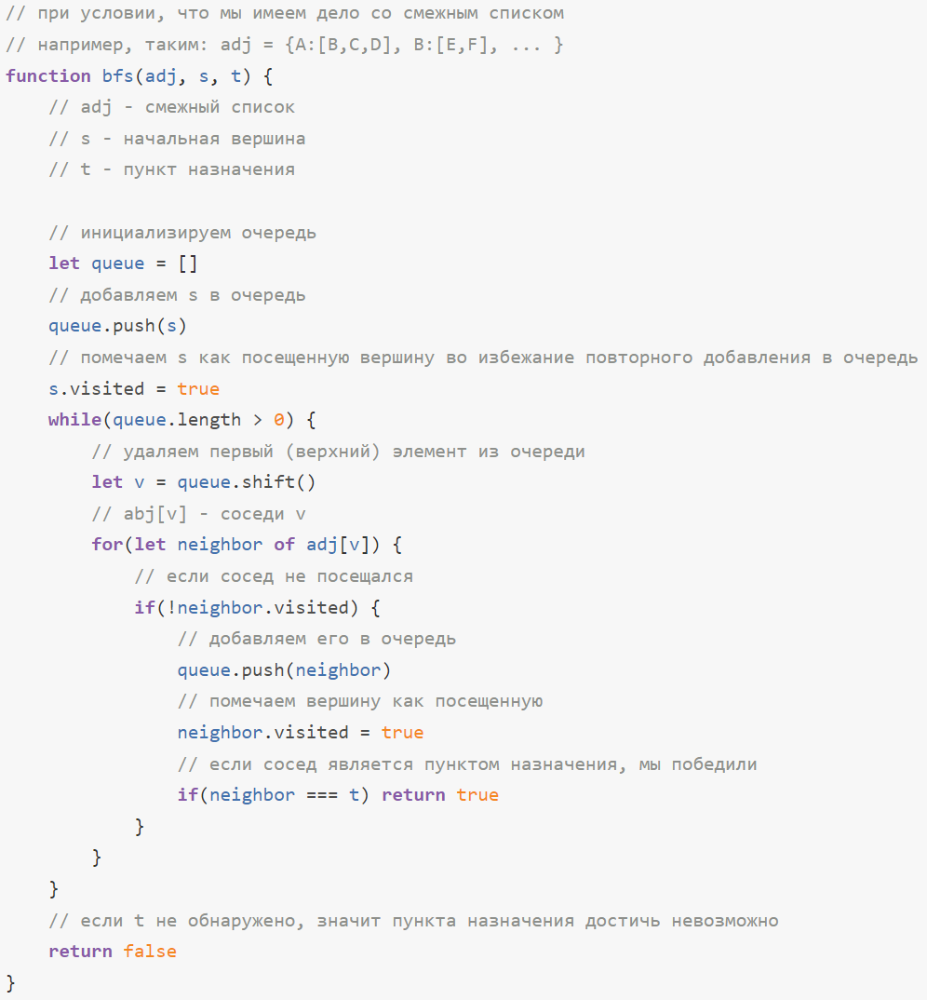 // при условии, что мы имеем дело со смежным списком
// например, таким: adj = {A:[B,C,D], B:[E,F], ... }
function bfs(adj, s, t) {
    // adj - смежный список
    // s - начальная вершина
    // t - пункт назначения

    // инициализируем очередь
    let queue = []
    // добавляем s в очередь
    queue.push(s)
    // помечаем s как посещенную вершину во избежание повторного добавления в очередь
    s.visited = true
    while(queue.length > 0) {
        // удаляем первый (верхний) элемент из очереди
        let v = queue.shift()
        // abj[v] - соседи v
        for(let neighbor of adj[v]) {
            // если сосед не посещался
            if(!neighbor.visited) {
                // добавляем его в очередь
                queue.push(neighbor)
                // помечаем вершину как посещенную
                neighbor.visited = true
                // если сосед является пунктом назначения, мы победили
                if(neighbor === t) return true
            }
        }
    }
    // если t не обнаружено, значит пункта назначения достичь невозможно
    return false
}